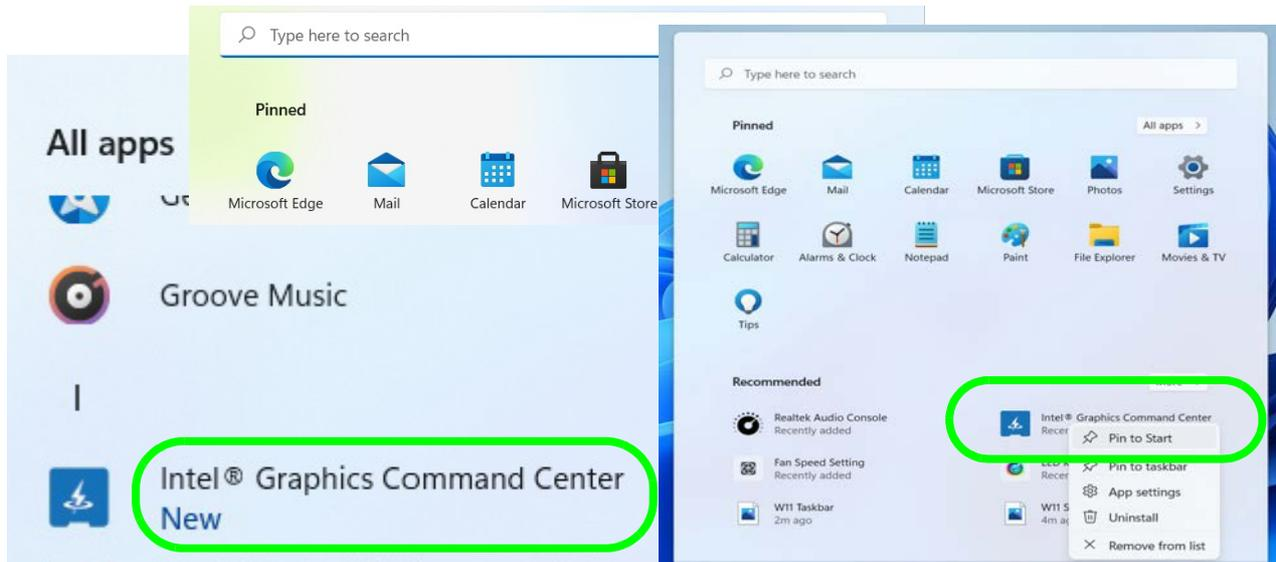 Type here to search
Pinned
Microsoft Edge Mail Calendar Microsoft Store
All apps
Groove Music
I
Intel® Graphics Command Center
New
Type here to search
Pinned All apps >
Microsoft Edge Mail Calendar Microsoft Store Photos Settings
Calculator Alarms & Clock Notepad Paint File Explorer Movies & TV
Tips
Recommended
Realtek Audio Console
Recently added
Intel® Graphics Command Center
Pin to Start
Fan Speed Setting
Recently added
Pin to taskbar
App settings
W11 Taskbar
2m ago
W11
Uninstall
Remove from list